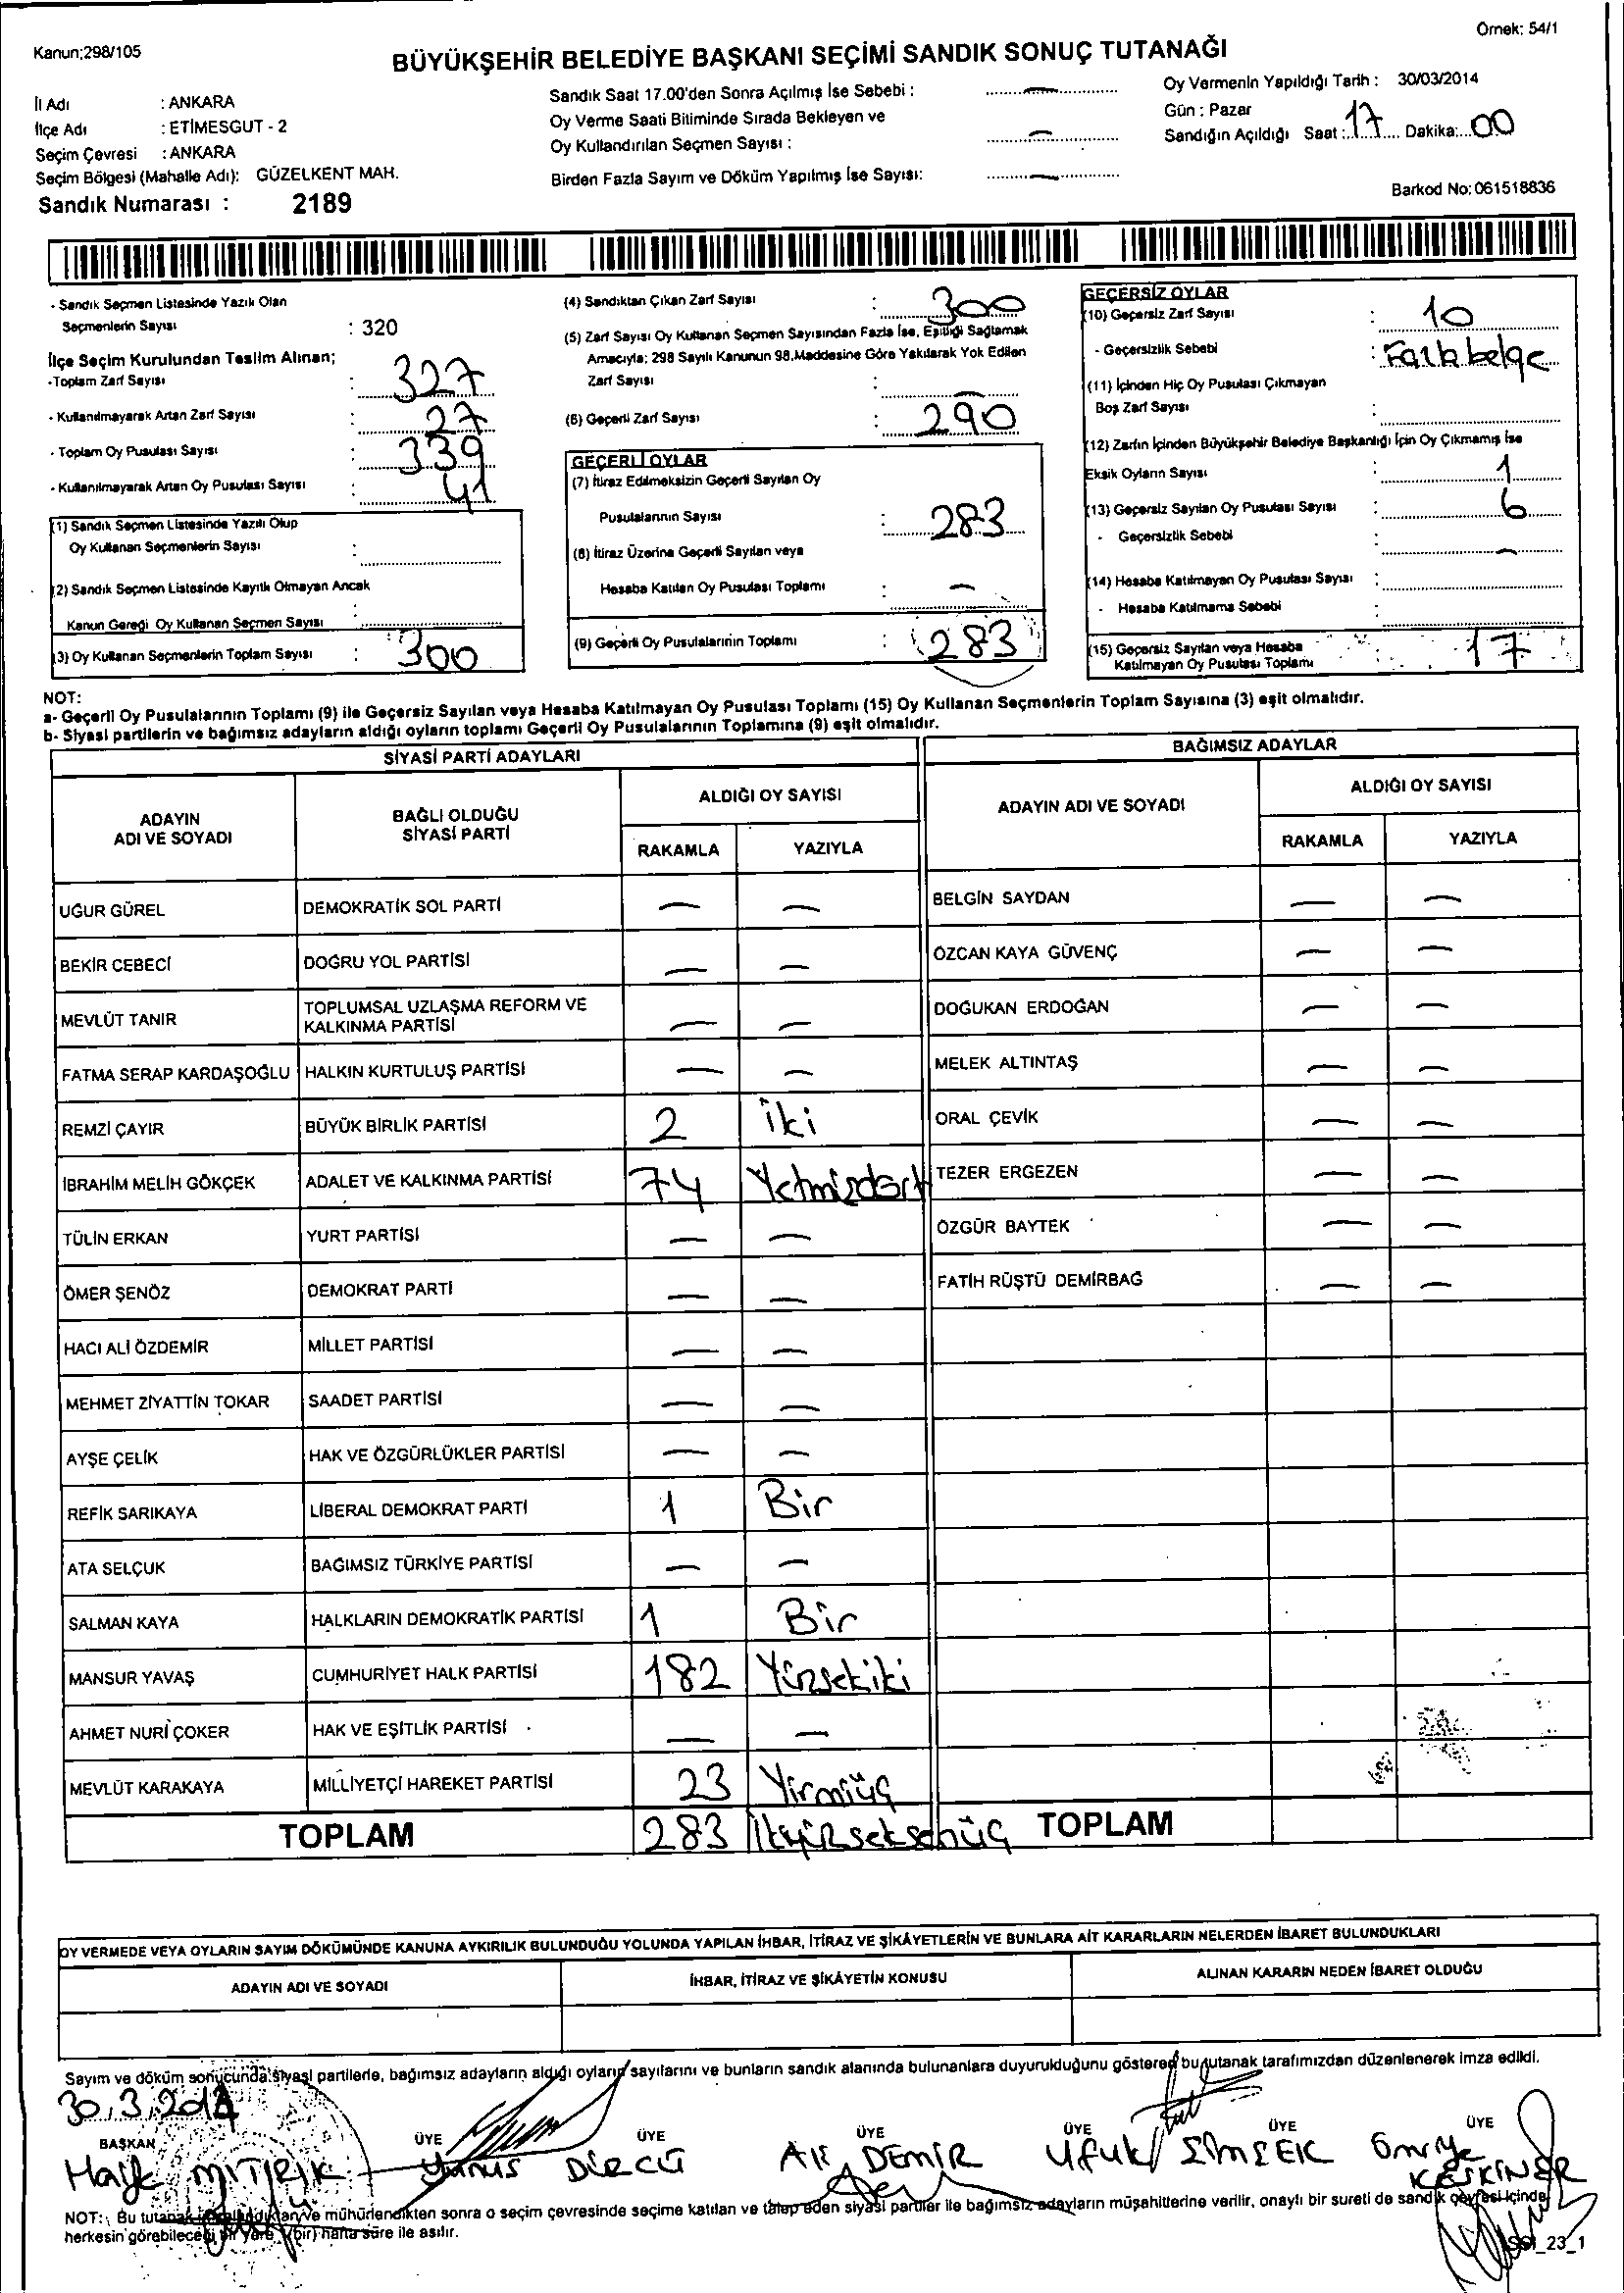 Kanun;298/105
Örnek: 54/1
BÜYÜKŞEHİR BELEDİYE BAŞKANI SEÇİMİ SANDIK SONUÇ TUTANAĞI
İl Adı : ANKARA
İlçe Adı : ETİMESGUT - 2
Seçim Çevresi : ANKARA
Seçim Bölgesi (Mahalle Adı): GÜZELKENT MAH.
Sandık Numarası : 2189
Sandık Saat 17.00'den Sonra Açılmış İse Sebebi : —
Oy Verme Saati Bitiminde Sırada Bekleyen ve
Oy Kullandırılan Seçmen Sayısı : —
Birden Fazla Sayım ve Döküm Yapılmış İse Sayısı: —
Oy Vermenin Yapıldığı Tarih : 30/03/2014
Gün : Pazar
Sandığın Açıldığı Saat : 17 Dakika: 00
Barkod No: 061518836
- Sandık Seçmen Listesinde Yazılı Olan
Seçmenlerin Sayısı : 320
İlçe Seçim Kurulundan Teslim Alınan;
-Toplam Zarf Sayısı : 327
- Kullanılmayarak Artan Zarf Sayısı : 27
- Toplam Oy Pusulası Sayısı : 339
- Kullanılmayarak Artan Oy Pusulası Sayısı : 41
(1) Sandık Seçmen Listesinde Yazılı Olup
Oy Kullanan Seçmenlerin Sayısı :
(2) Sandık Seçmen Listesinde Kayıtlı Olmayan Ancak
Kanun Gereği Oy Kullanan Seçmen Sayısı :
(3) Oy Kullanan Seçmenlerin Toplam Sayısı : 300
(4) Sandıktan Çıkan Zarf Sayısı : 300
(5) Zarf Sayısı Oy Kullanan Seçmen Sayısından Fazla İse, Eşitliği Sağlamak
Amacıyla; 298 Sayılı Kanunun 98.Maddesine Göre Yakılarak Yok Edilen
Zarf Sayısı : —
(6) Geçerli Zarf Sayısı : 290
GEÇERLİ OYLAR
(7) İtiraz Edilmeksizin Geçerli Sayılan Oy
Pusulalarının Sayısı : 283
(8) İtiraz Üzerine Geçerli Sayılan veya
Hesaba Katılan Oy Pusulası Toplamı : —
(9) Geçerli Oy Pusulalarının Toplamı : 283
GEÇERSİZ OYLAR
(10) Geçersiz Zarf Sayısı : 10
- Geçersizlik Sebebi : Farklı belge
(11) İçinden Hiç Oy Pusulası Çıkmayan
Boş Zarf Sayısı :
(12) Zarfın İçinden Büyükşehir Belediye Başkanlığı İçin Oy Çıkmamış İse
Eksik Oyların Sayısı : 1
(13) Geçersiz Sayılan Oy Pusulası Sayısı : 6
- Geçersizlik Sebebi : —
(14) Hesaba Katılmayan Oy Pusulası Sayısı :
- Hesaba Katılmama Sebebi :
(15) Geçersiz Sayılan veya Hesaba
Katılmayan Oy Pusulası Toplamı : 17
NOT:
a- Geçerli Oy Pusulalarının Toplamı (9) ile Geçersiz Sayılan veya Hesaba Katılmayan Oy Pusulası Toplamı (15) Oy Kullanan Seçmenlerin Toplam Sayısına (3) eşit olmalıdır.
b- Siyasi partilerin ve bağımsız adayların aldığı oyların toplamı Geçerli Oy Pusulalarının Toplamına (9) eşit olmalıdır.
SİYASİ PARTİ ADAYLARI
ADAYIN ADI VE SOYADI
BAĞLI OLDUĞU SİYASİ PARTİ
ALDIĞI OY SAYISI
RAKAMLA YAZIYLA
UĞUR GÜREL DEMOKRATİK SOL PARTİ — —
BEKİR CEBECİ DOĞRU YOL PARTİSİ — —
MEVLÜT TANIR TOPLUMSAL UZLAŞMA REFORM VE
KALKINMA PARTİSİ — —
FATMA SERAP KARDAŞOĞLU HALKIN KURTULUŞ PARTİSİ — —
REMZİ ÇAYIR BÜYÜK BİRLİK PARTİSİ 2 iki
İBRAHİM MELİH GÖKÇEK ADALET VE KALKINMA PARTİSİ 74 Yetmişdört
TÜLİN ERKAN YURT PARTİSİ — —
ÖMER ŞENÖZ DEMOKRAT PARTİ — —
HACI ALİ ÖZDEMİR MİLLET PARTİSİ — —
MEHMET ZİYATTİN TOKAR SAADET PARTİSİ — —
AYŞE ÇELİK HAK VE ÖZGÜRLÜKLER PARTİSİ — —
REFİK SARIKAYA LİBERAL DEMOKRAT PARTİ 1 Bir
ATA SELÇUK BAĞIMSIZ TÜRKİYE PARTİSİ — —
SALMAN KAYA HALKLARIN DEMOKRATİK PARTİSİ 1 Bir
MANSUR YAVAŞ CUMHURİYET HALK PARTİSİ 182 Yüzsekiki
AHMET NURİ ÇOKER HAK VE EŞİTLİK PARTİSİ — —
MEVLÜT KARAKAYA MİLLİYETÇİ HAREKET PARTİSİ 23 Yirmiüç
TOPLAM 283 İkiyüzseksenüç
BAĞIMSIZ ADAYLAR
ADAYIN ADI VE SOYADI
ALDIĞI OY SAYISI
RAKAMLA YAZIYLA
BELGİN SAYDAN — —
ÖZCAN KAYA GÜVENÇ — —
DOĞUKAN ERDOĞAN — —
MELEK ALTINTAŞ — —
ORAL ÇEVİK — —
TEZER ERGEZEN — —
ÖZGÜR BAYTEK — —
FATİH RÜŞTÜ DEMİRBAĞ — —
TOPLAM
OY VERMEDE VEYA OYLARIN SAYIM DÖKÜMÜNDE KANUNA AYKIRILIK BULUNDUĞU YOLUNDA YAPILAN İHBAR, İTİRAZ VE ŞİKÂYETLERİN VE BUNLARA AİT KARARLARIN NELERDEN İBARET BULUNDUKLARI
ADAYIN ADI VE SOYADI İHBAR, İTİRAZ VE ŞİKÂYETİN KONUSU ALINAN KARARIN NEDEN İBARET OLDUĞU
Sayım ve döküm sonucunda siyasi partilerle, bağımsız adayların aldığı oyların sayılarını ve bunların sandık alanında bulunanlara duyurulduğunu gösteren bu tutanak tarafımızdan düzenlenerek imza edildi.
30.3.2014
BAŞKAN ÜYE ÜYE ÜYE ÜYE ÜYE ÜYE
Yunus DİRCÜ Ali DEMİR Ufuk ŞİMŞEK Emriye
KESKİNER
NOT: Bu tutanak mühürlendikten sonra o seçim çevresinde seçime katılan ve talep eden siyasi partiler ile bağımsız adayların müşahitlerine verilir, onaylı bir sureti de sandık çevresi içinde
herkesin görebileceği bir yere (bir) hafta süre ile asılır.
23_1